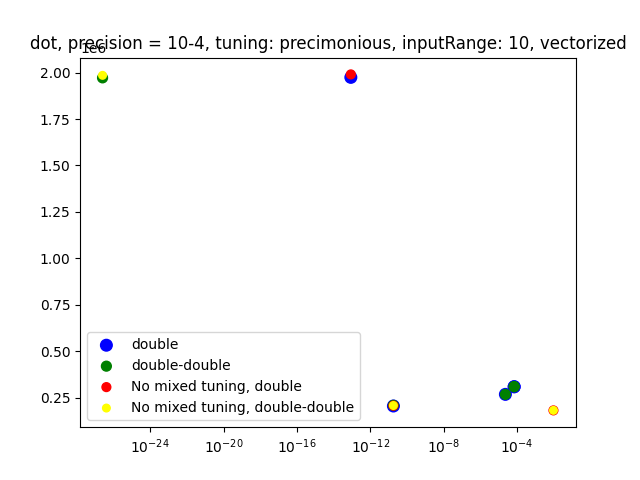 dot, precision = 10-4, tuning: precimonious, inputRange: 10, vectorized
1e6
2.00
1.75
1.50
1.25
1.00
0.75
0.50
0.25
double
double-double
No mixed tuning, double
No mixed tuning, double-double
10⁻²⁴ 10⁻²⁰ 10⁻¹⁶ 10⁻¹² 10⁻⁸ 10⁻⁴